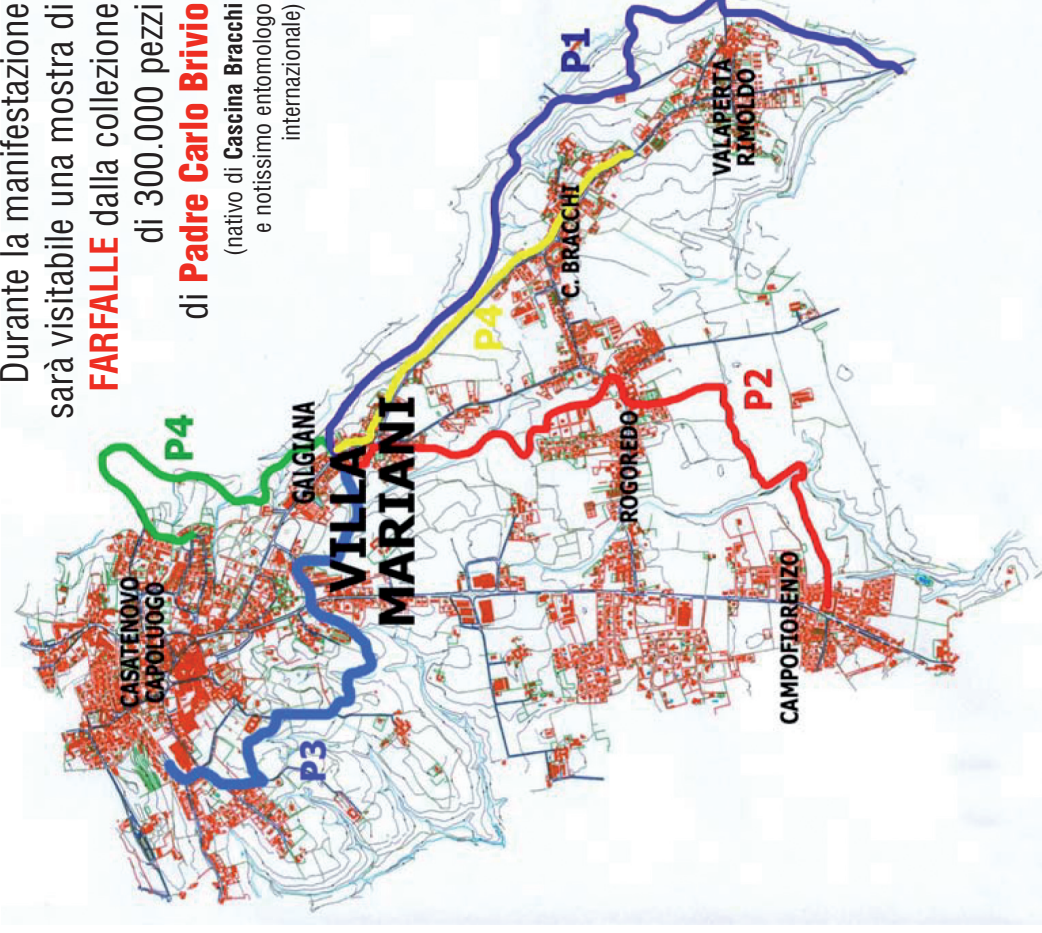 Durante la manifestazione
sarà visitabile una mostra di
FARFALLE dalla collezione
di 300.000 pezzi
di Padre Carlo Brivio
(nativo di Cascina Bracchi
e notissimo entomologo
internazionale)
P4
GALGIANA
VILLA
MARIANI
CASATENOVO
CAPOLUOGO
P3
P1
VALAPERTA
RIMOLDO
C. BRACCHI
P4
P2
ROGOREDO
CAMPOFIORENZO